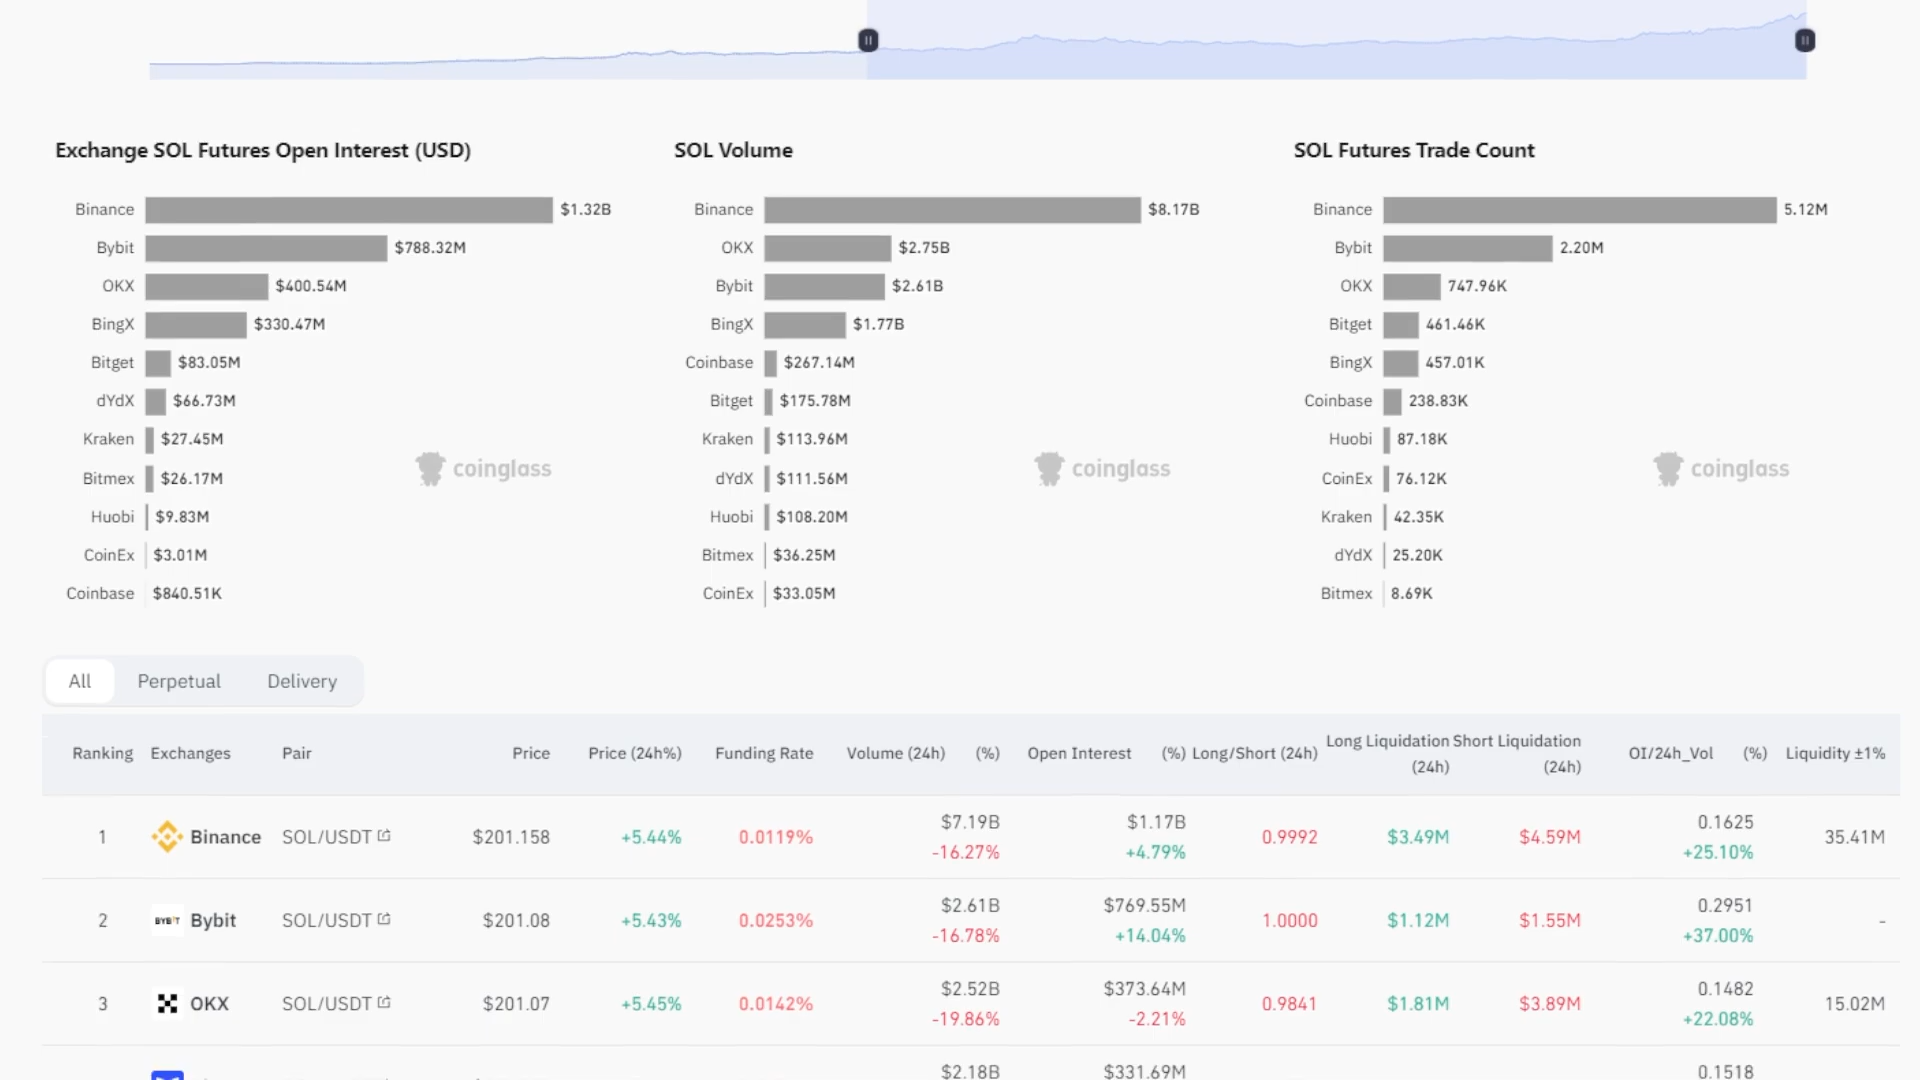 Exchange SOL Futures Open Interest (USD)
Binance $1.32B
Bybit $788.32M
OKX $400.54M
BingX $330.47M
Bitget $83.05M
dYdX $66.73M
Kraken $27.45M
Bitmex $26.17M
Huobi $9.83M
CoinEx $3.01M
Coinbase $840.51K
coinglass
SOL Volume
Binance $8.17B
OKX $2.75B
Bybit $2.61B
BingX $1.77B
Coinbase $267.14M
Bitget $175.78M
Kraken $113.96M
dYdX $111.56M
Huobi $108.20M
Bitmex $36.25M
CoinEx $33.05M
coinglass
SOL Futures Trade Count
Binance 5.12M
Bybit 2.20M
OKX 747.96K
Bitget 461.46K
BingX 457.01K
Coinbase 238.83K
Huobi 87.18K
CoinEx 76.12K
Kraken 42.35K
dYdX 25.20K
Bitmex 8.69K
coinglass
All Perpetual Delivery
Ranking Exchanges Pair Price Price (24h%) Funding Rate Volume (24h) (%) Open Interest (%) Long/Short (24h) Long Liquidation (24h) Short Liquidation (24h) OI/24h_Vol (%) Liquidity ±1%
1 Binance SOL/USDT $201.158 +5.44% 0.0119% $7.19B -16.27% $1.17B +4.79% 0.9992 $3.49M $4.59M 0.1625 +25.10% 35.41M
2 BYBIT Bybit SOL/USDT $201.08 +5.43% 0.0253% $2.61B -16.78% $769.55M +14.04% 1.0000 $1.12M $1.55M 0.2951 +37.00% -
3 OKX SOL/USDT $201.07 +5.45% 0.0142% $2.52B -19.86% $373.64M -2.21% 0.9841 $1.81M $3.89M 0.1482 +22.08% 15.02M
$2.18B $331.69M 0.1518